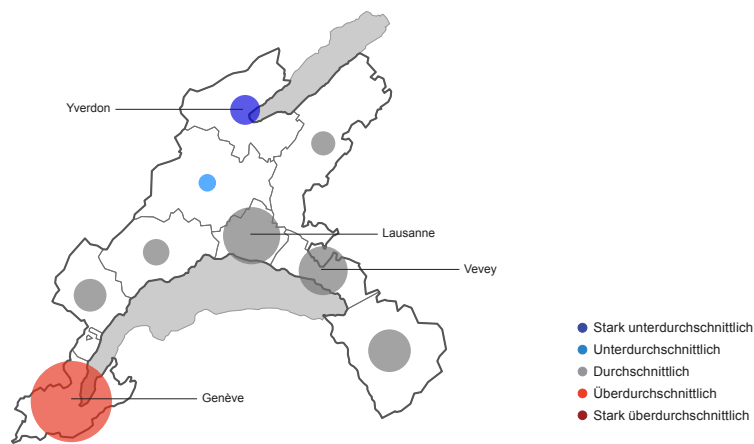 Yverdon
Lausanne
Vevey
Genève
Stark unterdurchschnittlich
Unterdurchschnittlich
Durchschnittlich
Überdurchschnittlich
Stark überdurchschnittlich